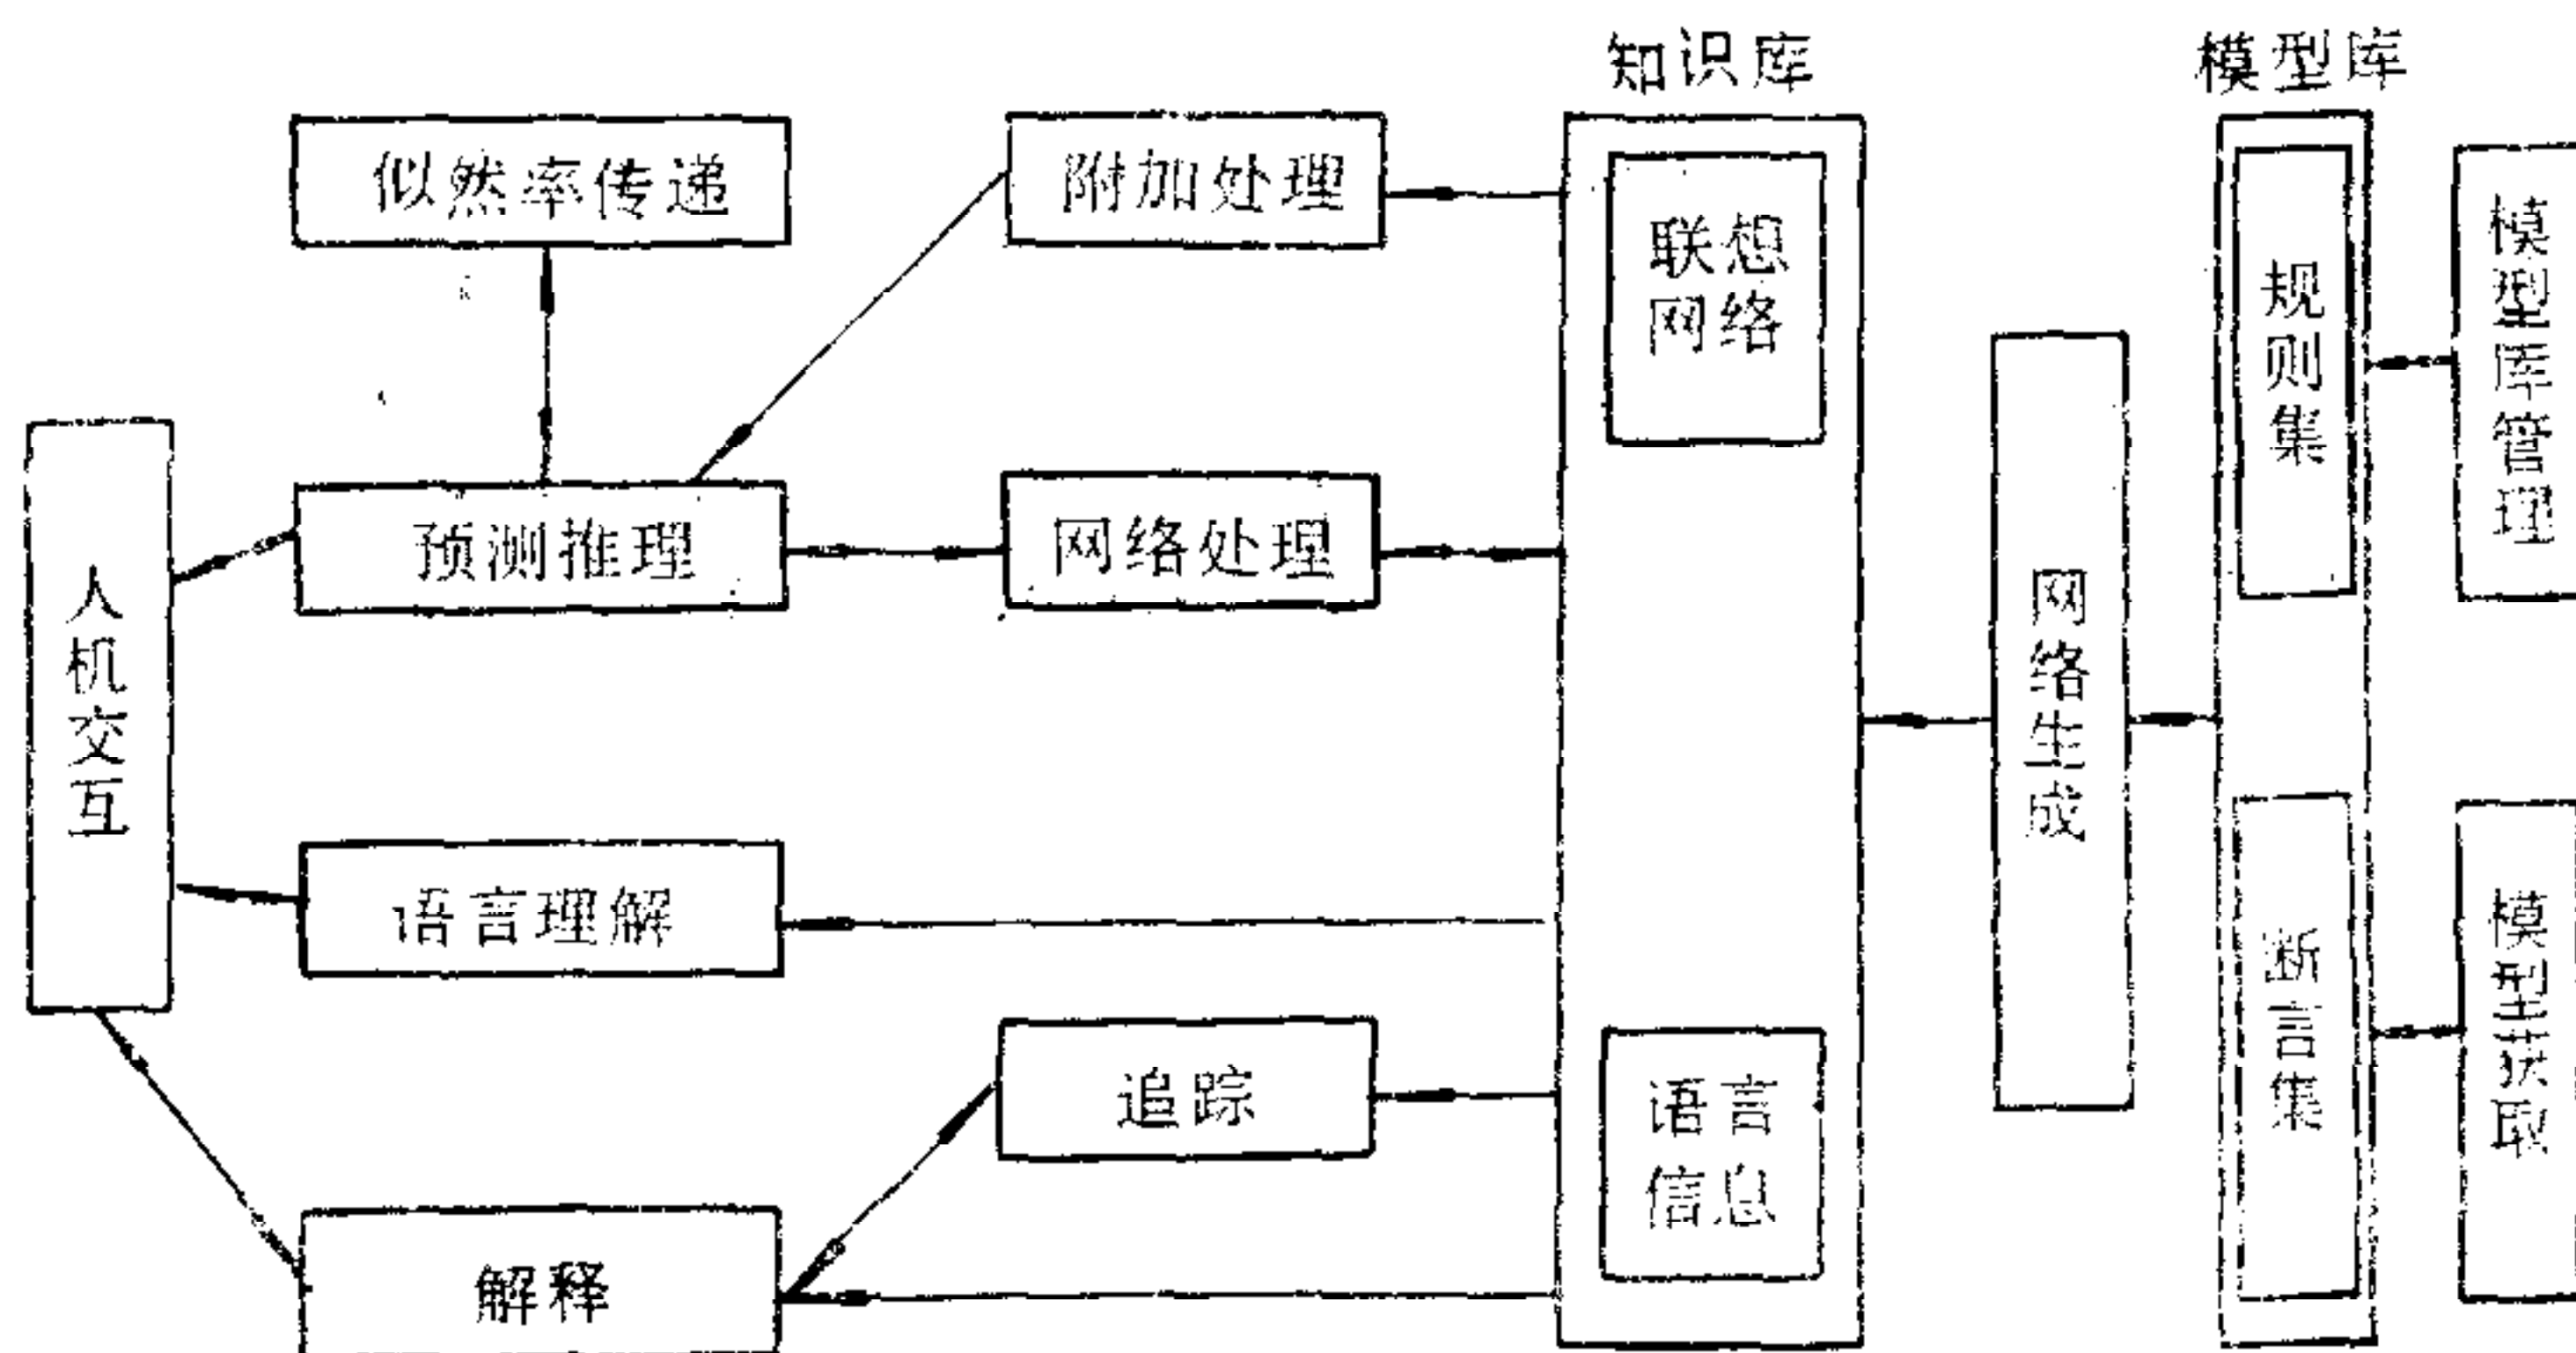 知识库
模型库
似然率传递
附加处理
联想
网络
规则集
模型库管理
人机交互
预测推理
网络处理
网络生成
语言理解
断言集
模型获取
追踪
语言
信息
解释